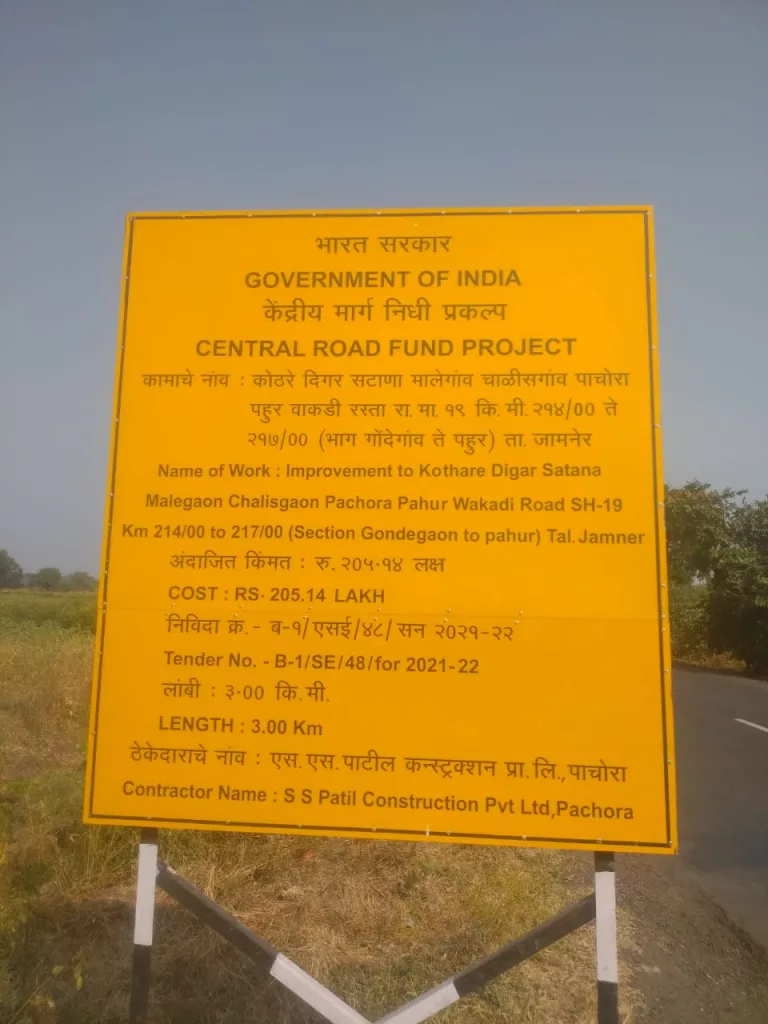 भारत सरकार
GOVERNMENT OF INDIA
केंद्रीय मार्ग निधी प्रकल्प
CENTRAL ROAD FUND PROJECT
कामाचे नांव : कोठरे दिगर सटाणा मालेगांव चाळीसगांव पाचोरा
पहुर वाकडी रस्ता रा. मा. १९ कि. मी. २१४/00 ते
२१७/00 (भाग गोंदेगांव ते पहुर) ता. जामनेर
Name of Work : Improvement to Kothare Digar Satana
Malegaon Chalisgaon Pachora Pahur Wakadi Road SH-19
Km 214/00 to 217/00 (Section Gondegaon to pahur) Tal. Jamner
अंदाजित किंमत : रु. २०५·१४ लक्ष
COST : RS· 205.14 LAKH
निविदा क्रं. - ब-१/एसई/४८/ सन २०२१-२२
Tender No. - B-1/SE/48/for 2021-22
लांबी : ३·00 कि. मी.
LENGTH : 3.00 Km
ठेकेदाराचे नांव : एस. एस. पाटील कन्स्ट्रक्शन प्रा. लि., पाचोरा
Contractor Name : S S Patil Construction Pvt Ltd,Pachora